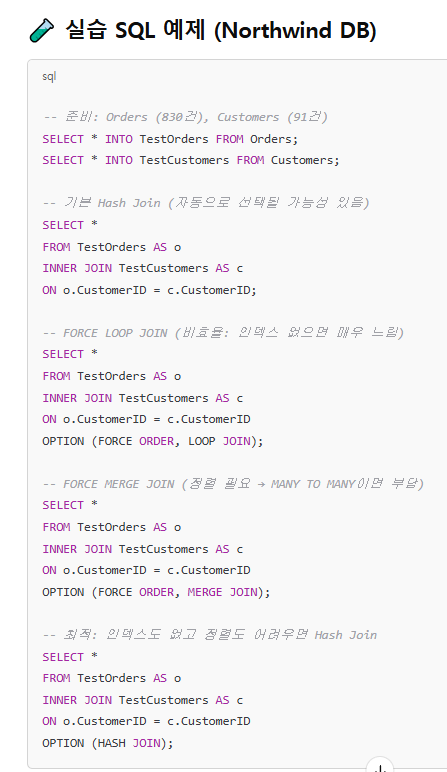 🧪 실습 SQL 예제 (Northwind DB)
sql
-- 준비: Orders (830건), Customers (91건)
SELECT * INTO TestOrders FROM Orders;
SELECT * INTO TestCustomers FROM Customers;
-- 기본 Hash Join (자동으로 선택될 가능성 있음)
SELECT *
FROM TestOrders AS o
INNER JOIN TestCustomers AS c
ON o.CustomerID = c.CustomerID;
-- FORCE LOOP JOIN (비효율: 인덱스 없으면 매우 느림)
SELECT *
FROM TestOrders AS o
INNER JOIN TestCustomers AS c
ON o.CustomerID = c.CustomerID
OPTION (FORCE ORDER, LOOP JOIN);
-- FORCE MERGE JOIN (정렬 필요 → MANY TO MANY이면 부담)
SELECT *
FROM TestOrders AS o
INNER JOIN TestCustomers AS c
ON o.CustomerID = c.CustomerID
OPTION (FORCE ORDER, MERGE JOIN);
-- 최적: 인덱스도 없고 정렬도 어려우면 Hash Join
SELECT *
FROM TestOrders AS o
INNER JOIN TestCustomers AS c
ON o.CustomerID = c.CustomerID
OPTION (HASH JOIN);